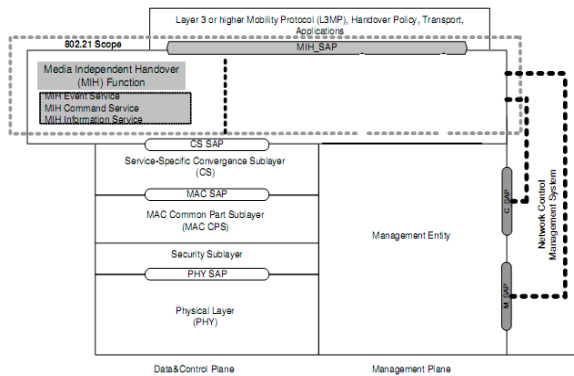 Layer 3 or higher Mobility Protocol (L3MP), Handover Policy, Transport,
Applications
802.21 Scope
MIH_SAP
Media Independent Handover
(MIH) Function
MIH Event Service
MIH Command Service
MIH Information Service
CS SAP
Service-Specific Convergence Sublayer
(CS)
MAC SAP
MAC Common Part Sublayer
(MAC CPS)
Security Sublayer
PHY SAP
Physical Layer
(PHY)
Management Entity
C_SAP
M_SAP
Network Control
Management System
Data&Control Plane
Management Plane